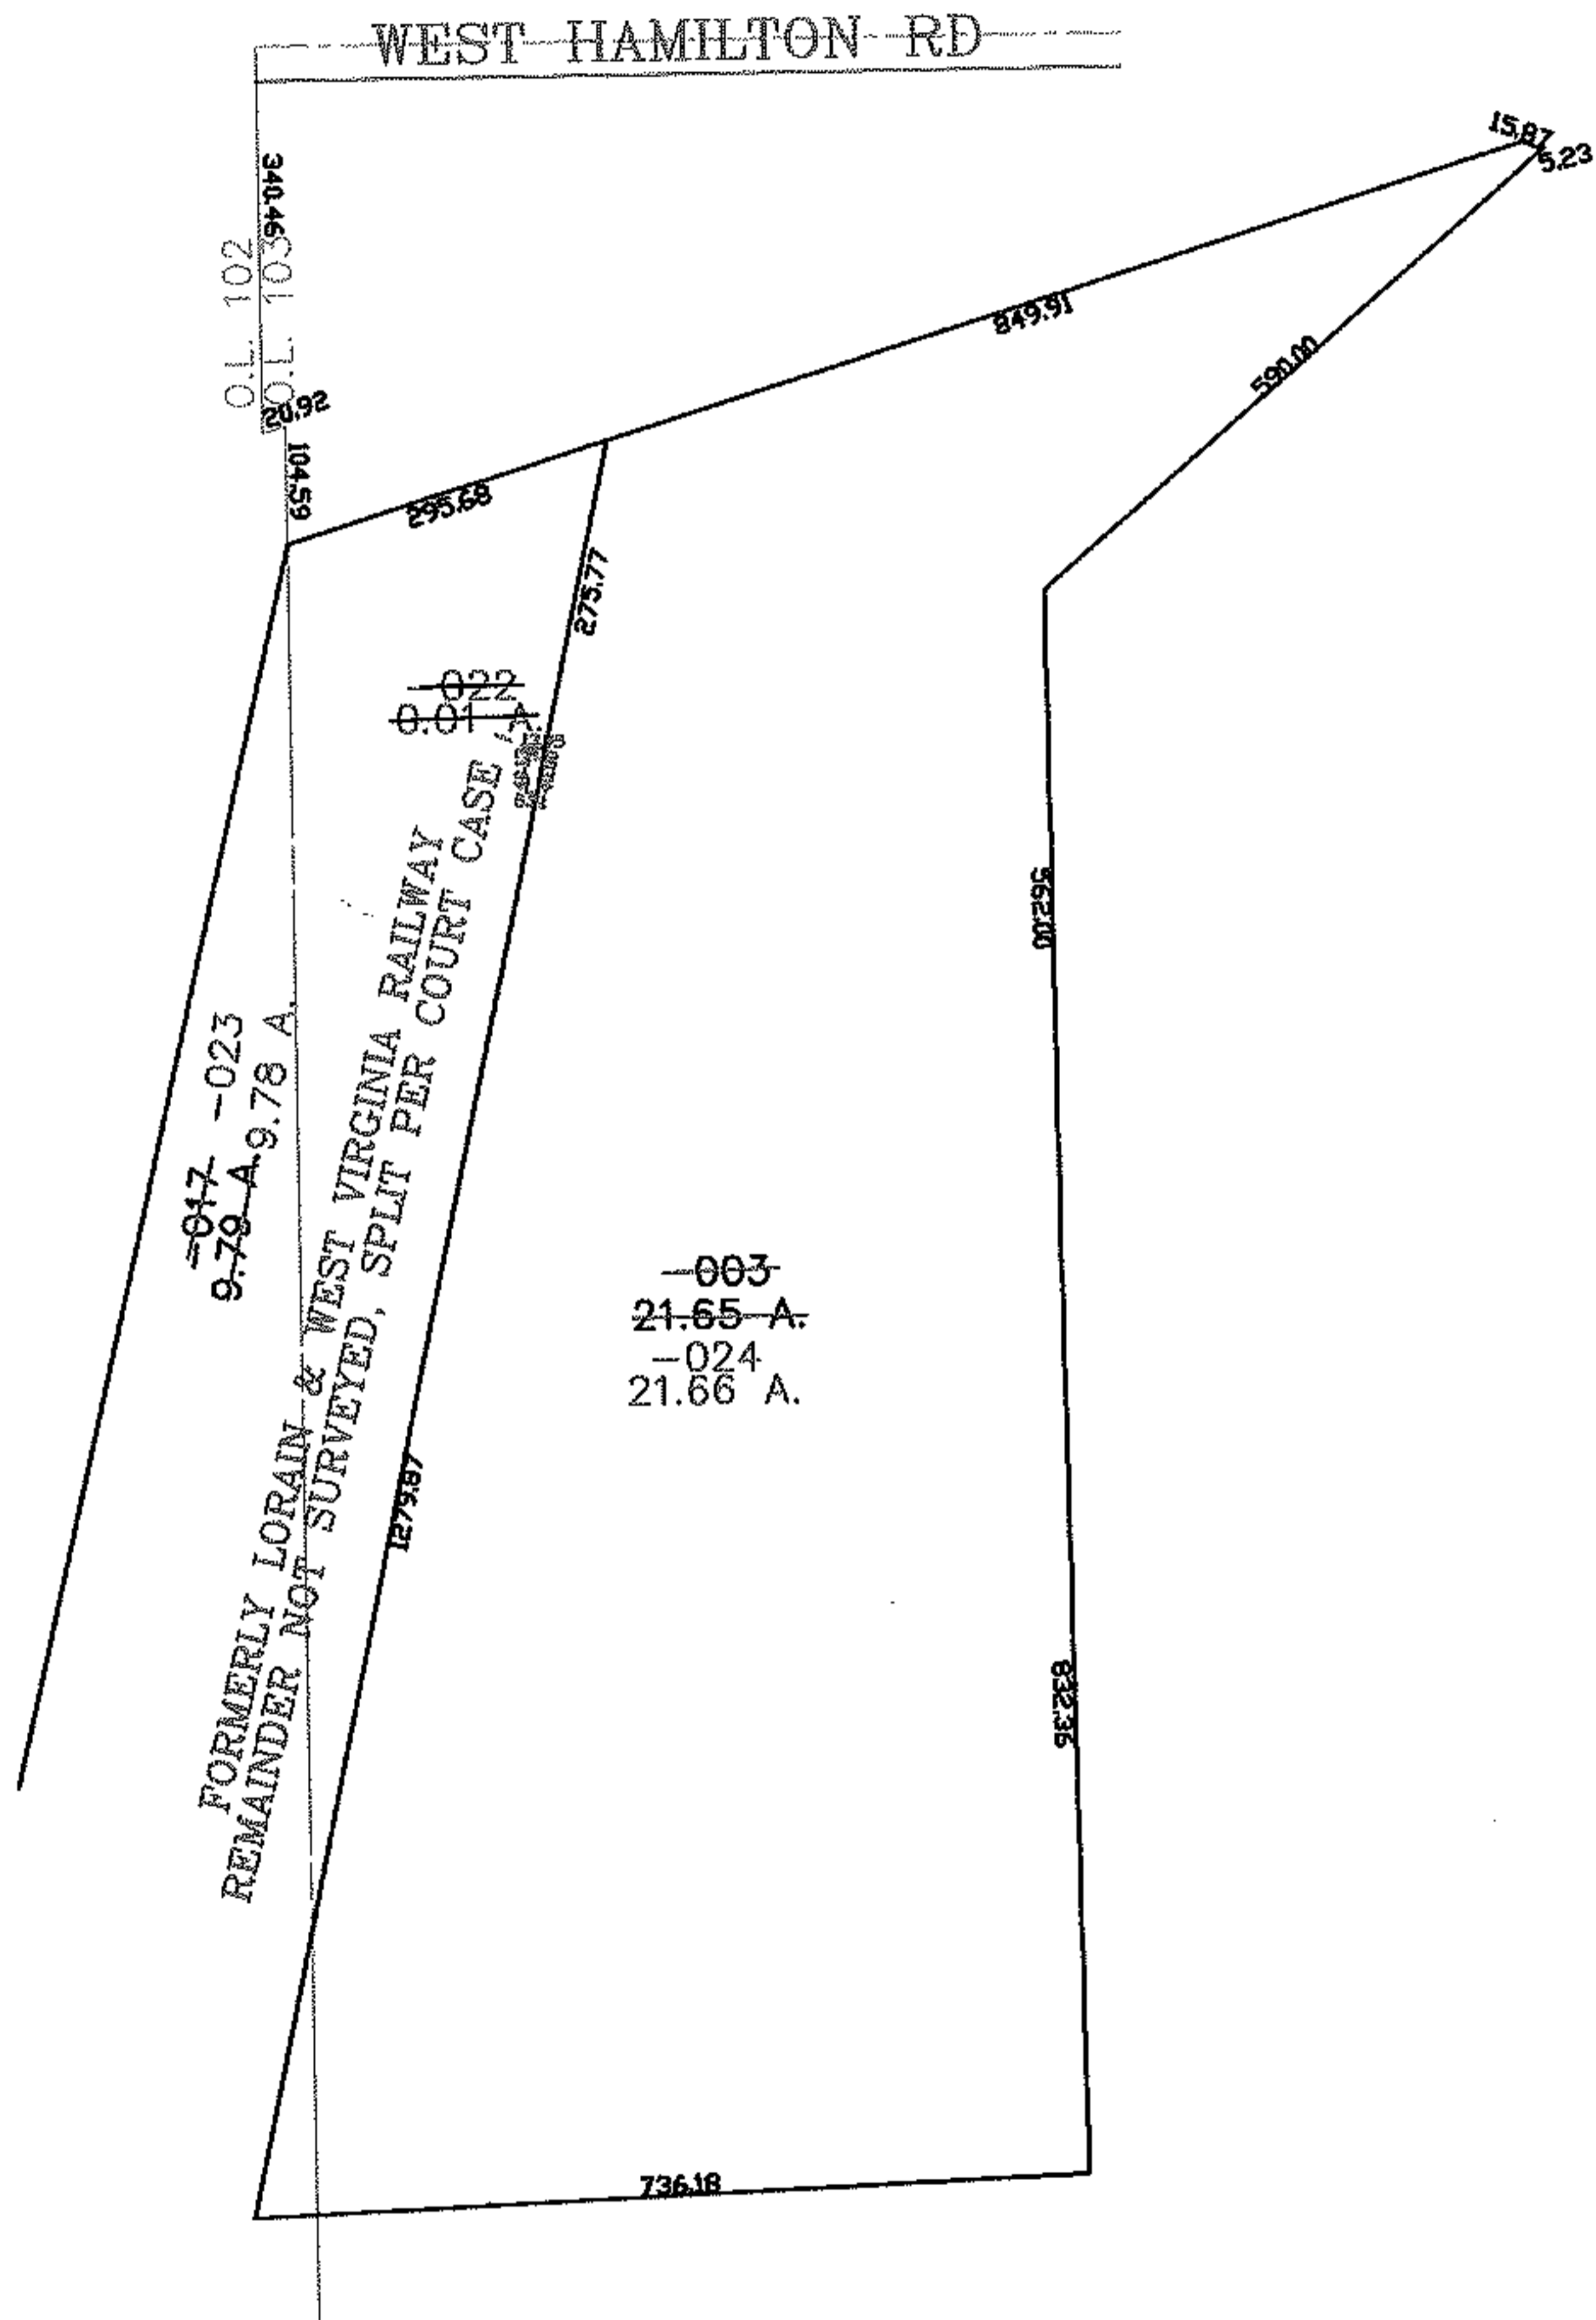 WEST HAMILTON RD
15.87
5.23
340.46
O.L. 102
O.L. 103
849.91
590.00
20.92
104.59
295.68
275.77
-022
0.01 A.
562.00
FORMERLY LORAIN & WEST VIRGINIA RAILWAY
REMAINDER NOT SURVEYED, SPLIT PER COURT CASE
-017 -023
9.79 A. 9.78 A.
-003
21.65 A.
-024
21.66 A.
1279.87
832.36
736.18